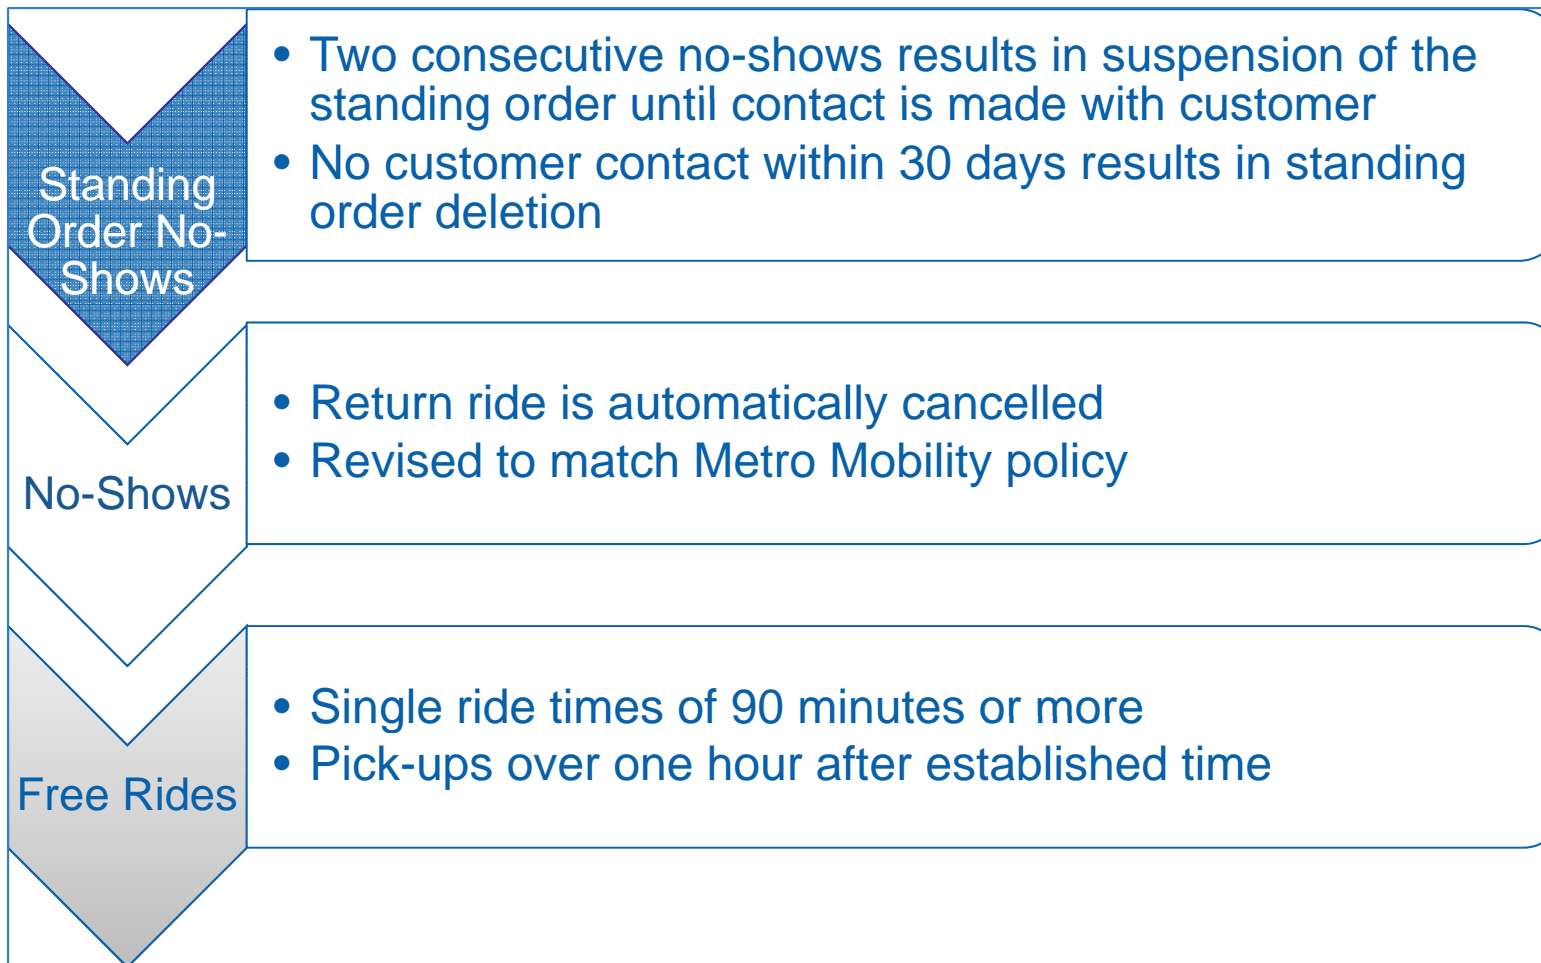 Standing
Order No-
Shows
• Two consecutive no-shows results in suspension of the
standing order until contact is made with customer
• No customer contact within 30 days results in standing
order deletion
No-Shows
• Return ride is automatically cancelled
• Revised to match Metro Mobility policy
Free Rides
• Single ride times of 90 minutes or more
• Pick-ups over one hour after established time